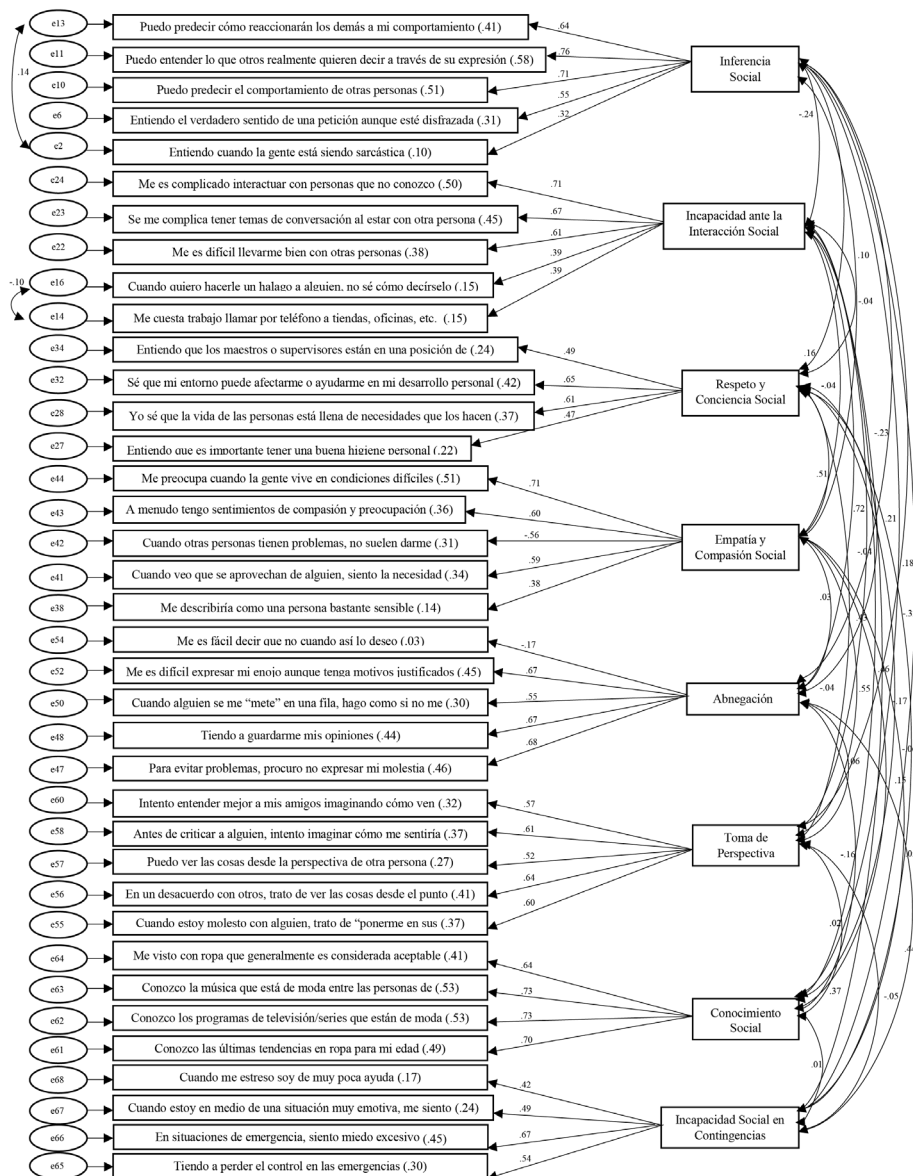 e13
Puedo predecir cómo reaccionarán los demás a mi comportamiento (.41)
.64
e11
Puedo entender lo que otros realmente quieren decir a través de su expresión (.58)
.76
Inferencia
Social
.14
e10
Puedo predecir el comportamiento de otras personas (.51)
.71
e6
Entiendo el verdadero sentido de una petición aunque esté disfrazada (.31)
.55
-.24
e2
Entiendo cuando la gente está siendo sarcástica (.10)
.32
e24
Me es complicado interactuar con personas que no conozco (.50)
.71
e23
Se me complica tener temas de conversación al estar con otra persona (.45)
.67
Incapacidad ante la
Interacción Social
e22
Me es difícil llevarme bien con otras personas (.38)
.61
.10
-.10
e16
Cuando quiero hacerle un halago a alguien, no sé cómo decírselo (.15)
.39
-.04
e14
Me cuesta trabajo llamar por teléfono a tiendas, oficinas, etc. (.15)
.39
e34
Entiendo que los maestros o supervisores están en una posición de (.24)
.49
.16
e32
Sé que mi entorno puede afectarme o ayudarme en mi desarrollo personal (.42)
.65
Respeto y
Conciencia Social
-.04
e28
Yo sé que la vida de las personas está llena de necesidades que los hacen (.37)
.61
-.23
e27
Entiendo que es importante tener una buena higiene personal (.22)
.47
e44
Me preocupa cuando la gente vive en condiciones difíciles (.51)
.71
.51
e43
A menudo tengo sentimientos de compasión y preocupación (.36)
.60
.72
.21
e42
Cuando otras personas tienen problemas, no suelen darme (.31)
-.56
Empatía y
Compasión Social
-.04
.18
e41
Cuando veo que se aprovechan de alguien, siento la necesidad (.34)
.59
e38
Me describiría como una persona bastante sensible (.14)
.38
.03
e54
Me es fácil decir que no cuando así lo deseo (.03)
-.17
e52
Me es difícil expresar mi enojo aunque tenga motivos justificados (.45)
.67
e50
Cuando alguien se me “mete” en una fila, hago como si no me (.30)
.55
Abnegación
-.04
.55
-.17
e48
Tiendo a guardarme mis opiniones (.44)
.67
e47
Para evitar problemas, procuro no expresar mi molestia (.46)
.68
.06
e60
Intento entender mejor a mis amigos imaginando cómo ven (.32)
.57
e58
Antes de criticar a alguien, intento imaginar cómo me sentiría (.37)
.61
Toma de
Perspectiva
e57
Puedo ver las cosas desde la perspectiva de otra persona (.27)
.52
-.16
e56
En un desacuerdo con otros, trato de ver las cosas desde el punto (.41)
.64
e55
Cuando estoy molesto con alguien, trato de “ponerme en sus (.37)
.60
.02
e64
Me visto con ropa que generalmente es considerada aceptable (.41)
.64
e63
Conozco la música que está de moda entre las personas de (.53)
.73
.37
-.05
e62
Conozco los programas de televisión/series que están de moda (.53)
.73
Conocimiento
Social
e61
Conozco las últimas tendencias en ropa para mi edad (.49)
.70
.01
e68
Cuando me estreso soy de muy poca ayuda (.17)
.42
e67
Cuando estoy en medio de una situación muy emotiva, me siento (.24)
.49
Incapacidad Social en
Contingencias
e66
En situaciones de emergencia, siento miedo excesivo (.45)
.67
e65
Tiendo a perder el control en las emergencias (.30)
.54